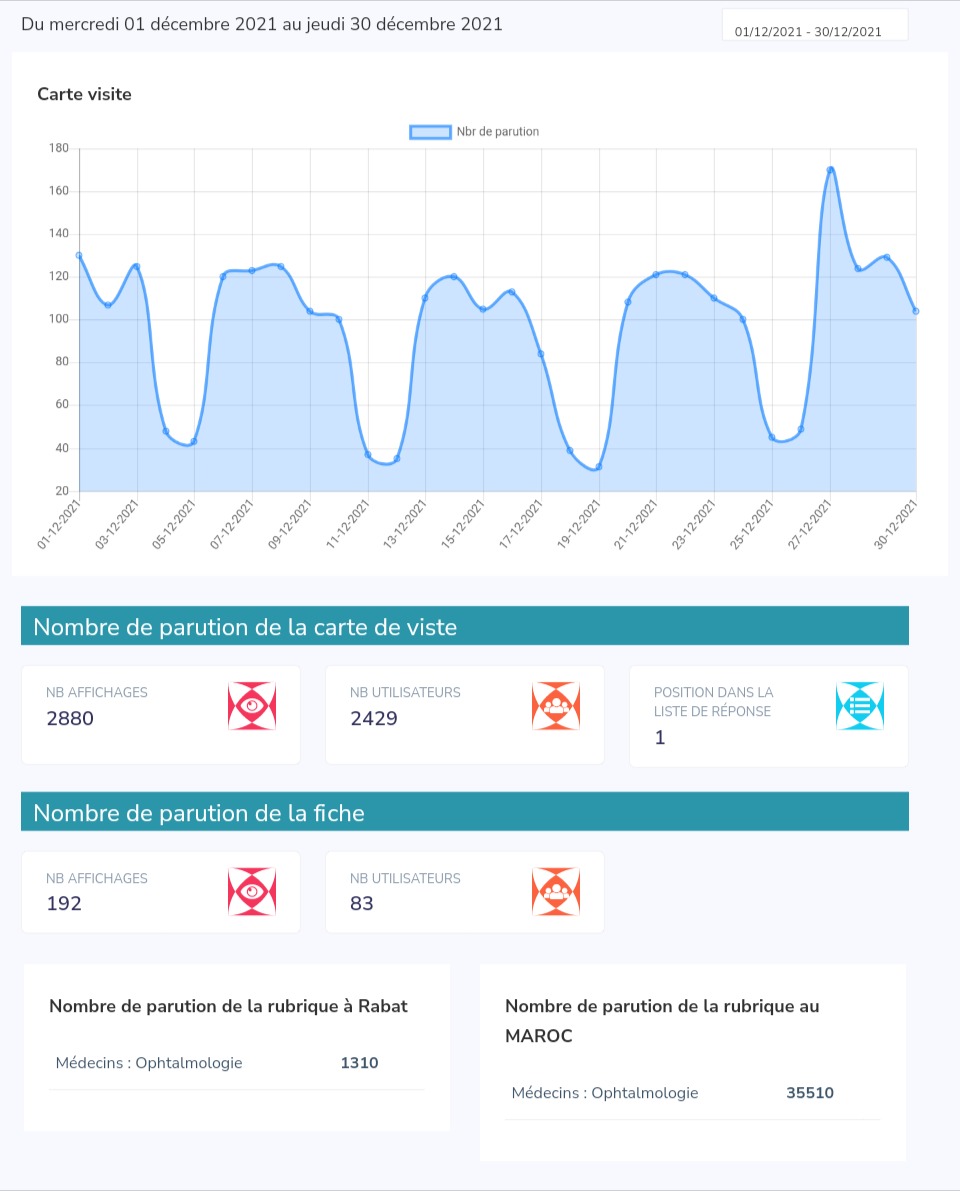 Du mercredi 01 décembre 2021 au jeudi 30 décembre 2021
01/12/2021 - 30/12/2021
Carte visite
Nbr de parution
180
160
140
120
100
80
60
40
20
01-12-2021
03-12-2021
05-12-2021
07-12-2021
09-12-2021
11-12-2021
13-12-2021
15-12-2021
17-12-2021
19-12-2021
21-12-2021
23-12-2021
25-12-2021
27-12-2021
30-12-2021
Nombre de parution de la carte de viste
NB AFFICHAGES
2880
NB UTILISATEURS
2429
POSITION DANS LA
LISTE DE RÉPONSE
1
Nombre de parution de la fiche
NB AFFICHAGES
192
NB UTILISATEURS
83
Nombre de parution de la rubrique à Rabat
Médecins : Ophtalmologie 1310
Nombre de parution de la rubrique au
MAROC
Médecins : Ophtalmologie 35510